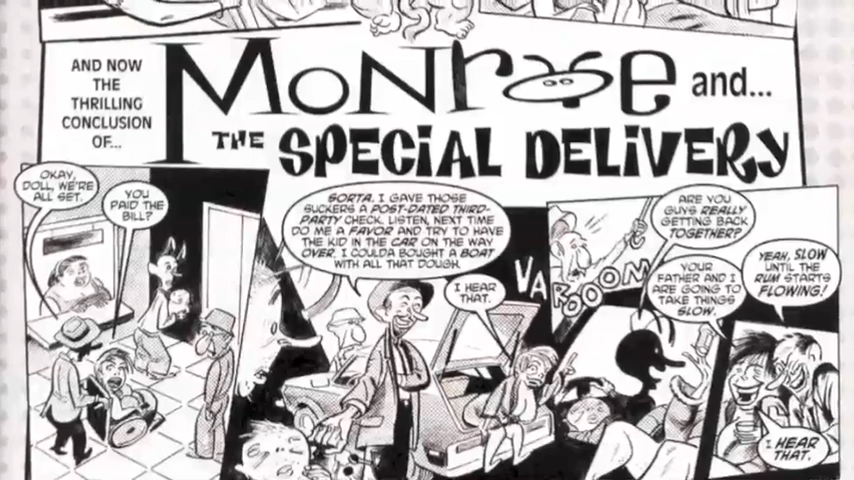 AND NOW
THE
THRILLING
CONCLUSION
OF...
MONroe and...
THE SPECiAL DELiVERY
OKAY,
DOLL, WE'RE
ALL SET.
YOU
PAID THE
BILL?
SORTA. I GAVE THOSE
SUCKERS A POST-DATED THIRD-
PARTY CHECK. LISTEN, NEXT TIME
DO ME A FAVOR AND TRY TO HAVE
THE KID IN THE CAR ON THE WAY
OVER. I COULDA BOUGHT A BOAT
WITH ALL THAT DOUGH.
I HEAR
THAT.
VA
ROOOM
ARE YOU
GUYS REALLY
GETTING BACK
TOGETHER?
YOUR
FATHER AND I
ARE GOING TO
TAKE THINGS
SLOW.
YEAH, SLOW
UNTIL THE
RUM STARTS
FLOWING!
I HEAR
THAT.